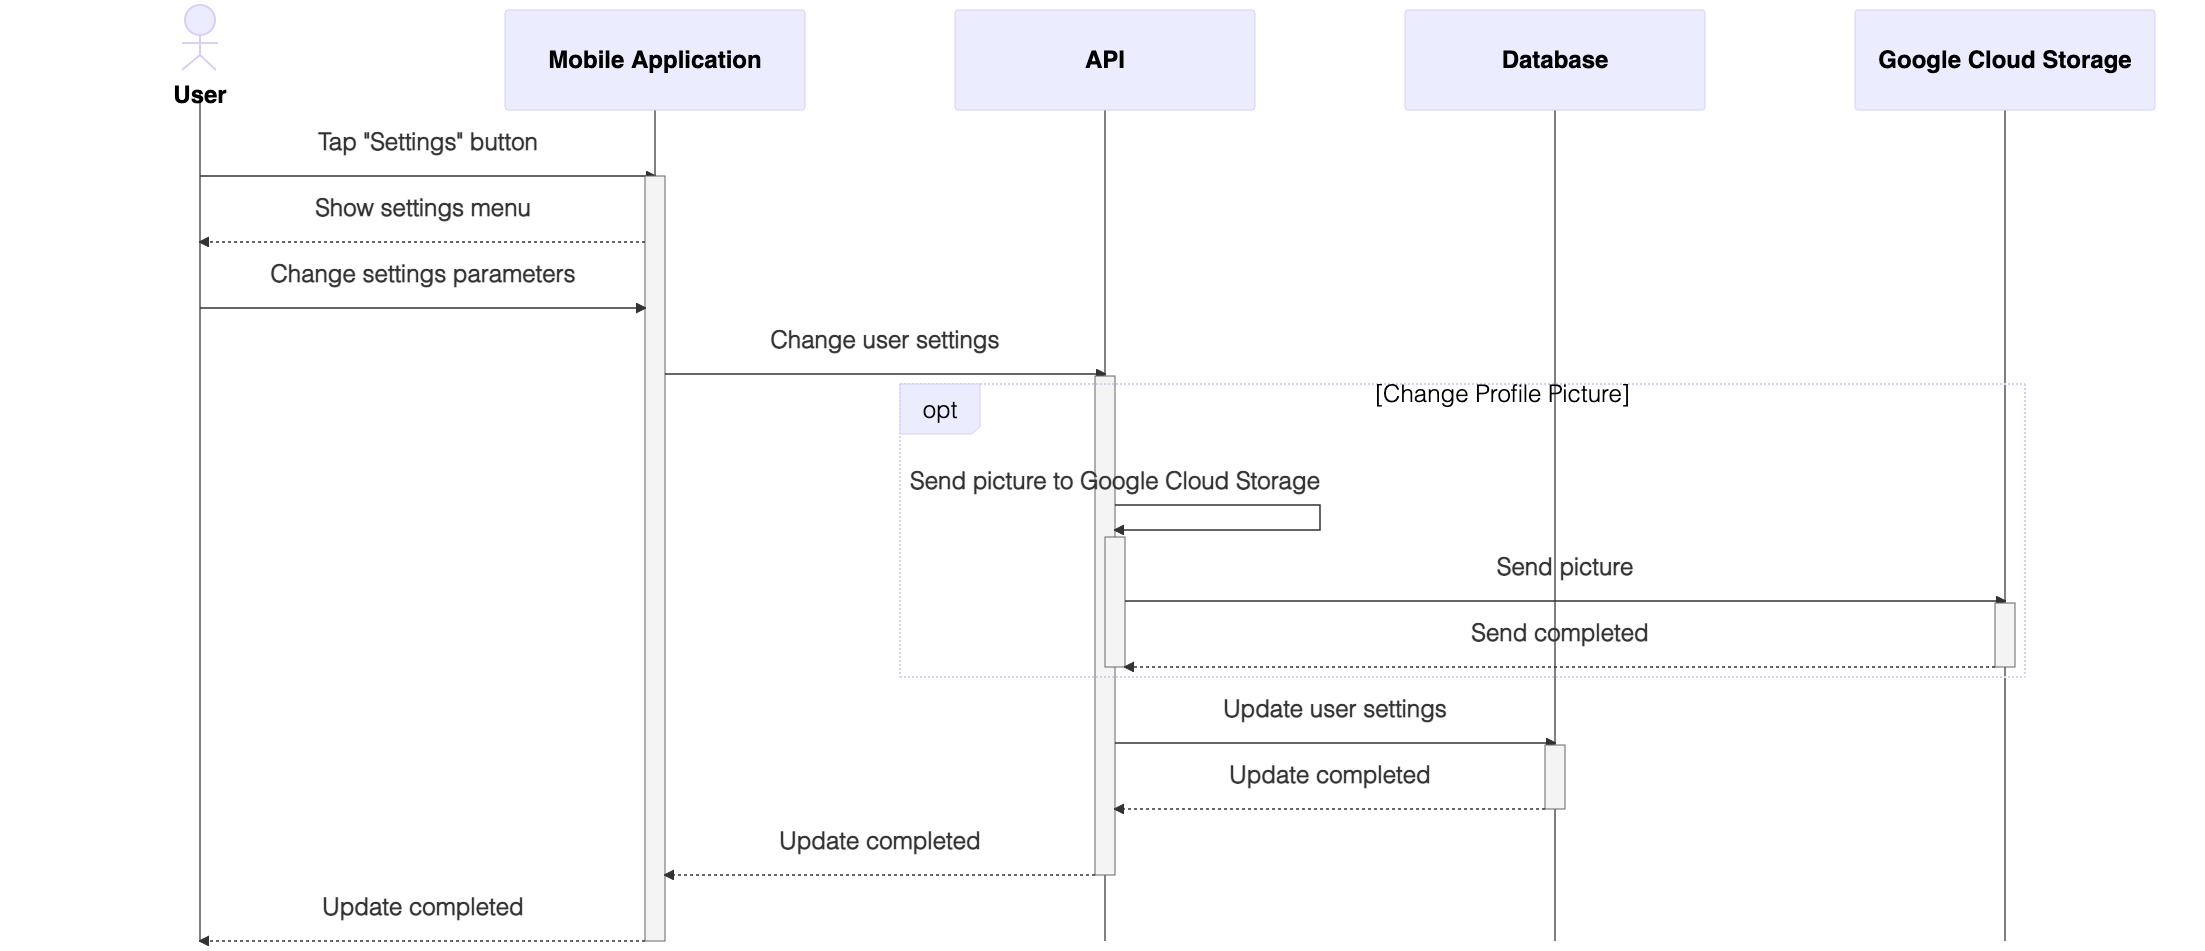 User
Mobile Application
API
Database
Google Cloud Storage
Tap "Settings" button
Show settings menu
Change settings parameters
Change user settings
[Change Profile Picture]
opt
Send picture to Google Cloud Storage
Send picture
Send completed
Update user settings
Update completed
Update completed
Update completed